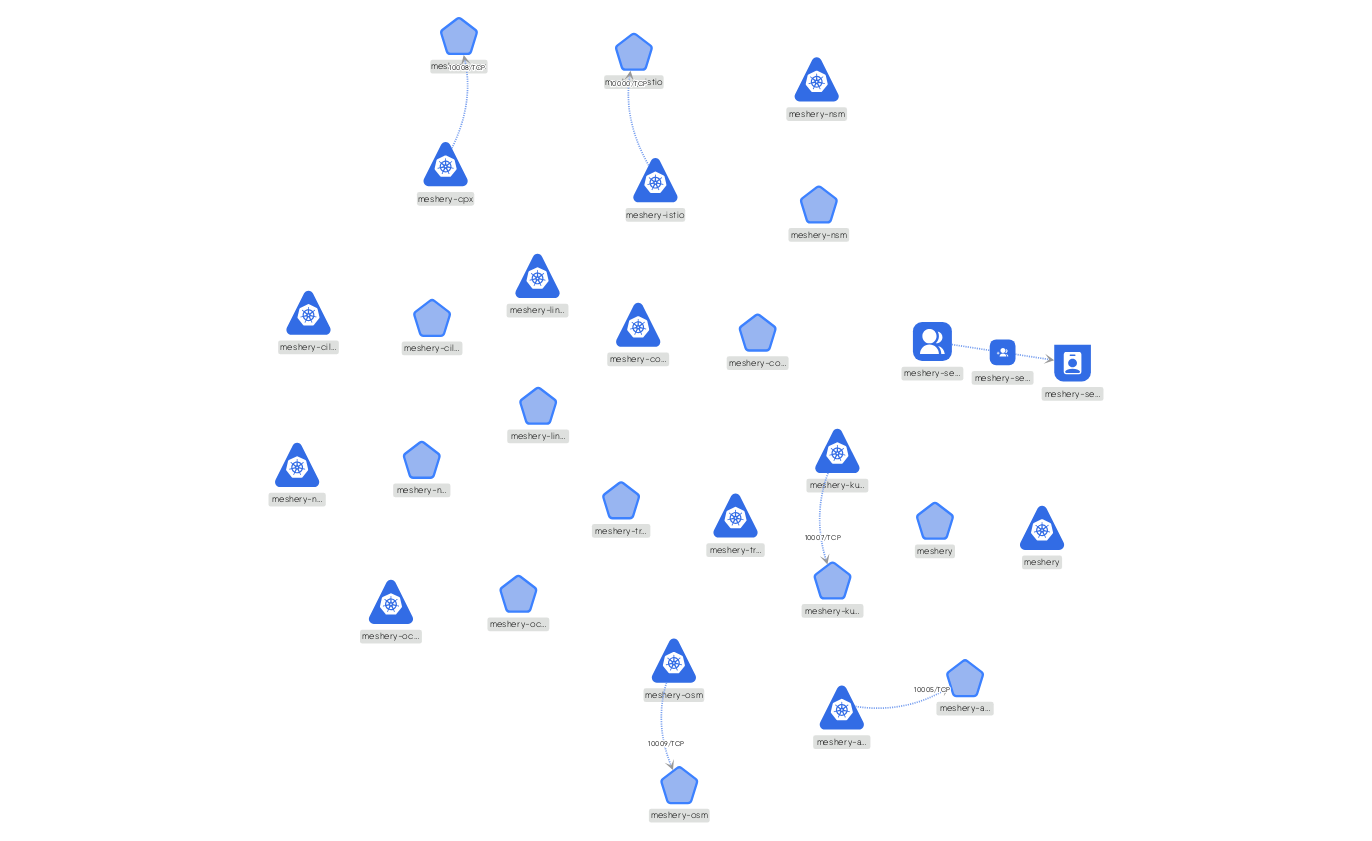 10008/TCP
10000/TCP
meshery-nsm
meshery-cpx
meshery-istio
meshery-nsm
meshery-lin...
meshery-cil...
meshery-cil...
meshery-co...
meshery-co...
meshery-se...
meshery-se...
meshery-se...
meshery-lin...
meshery-n...
meshery-n...
meshery-ku...
meshery-tr...
meshery-tr...
10007/TCP
meshery
meshery
meshery-ku...
meshery-oc...
meshery-oc...
meshery-osm
10005/TCP
meshery-a...
meshery-a...
10009/TCP
meshery-osm